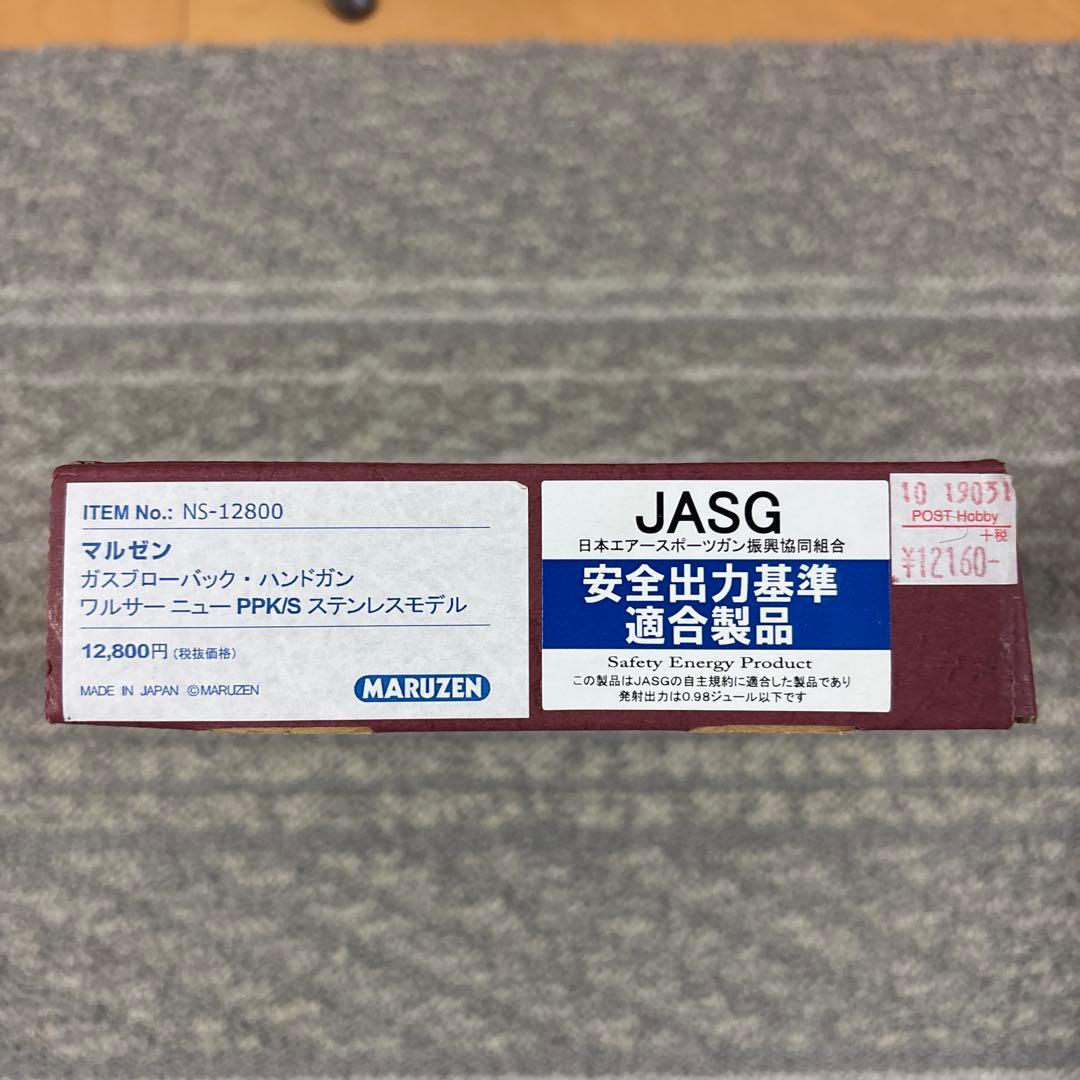 ITEM No.: NS-12800
マルゼン
ガスブローバック・ハンドガン
ワルサー ニュー PPK/S ステンレスモデル
12,800円(税抜価格)
MADE IN JAPAN ©MARUZEN
MARUZEN
JASG
日本エアースポーツガン振興協同組合
安全出力基準
適合製品
Safety Energy Product
この製品はJASGの自主規約に適合した製品であり
発射出力は0.98ジュール以下です
10 19031
POST Hobby
+税
¥12160-